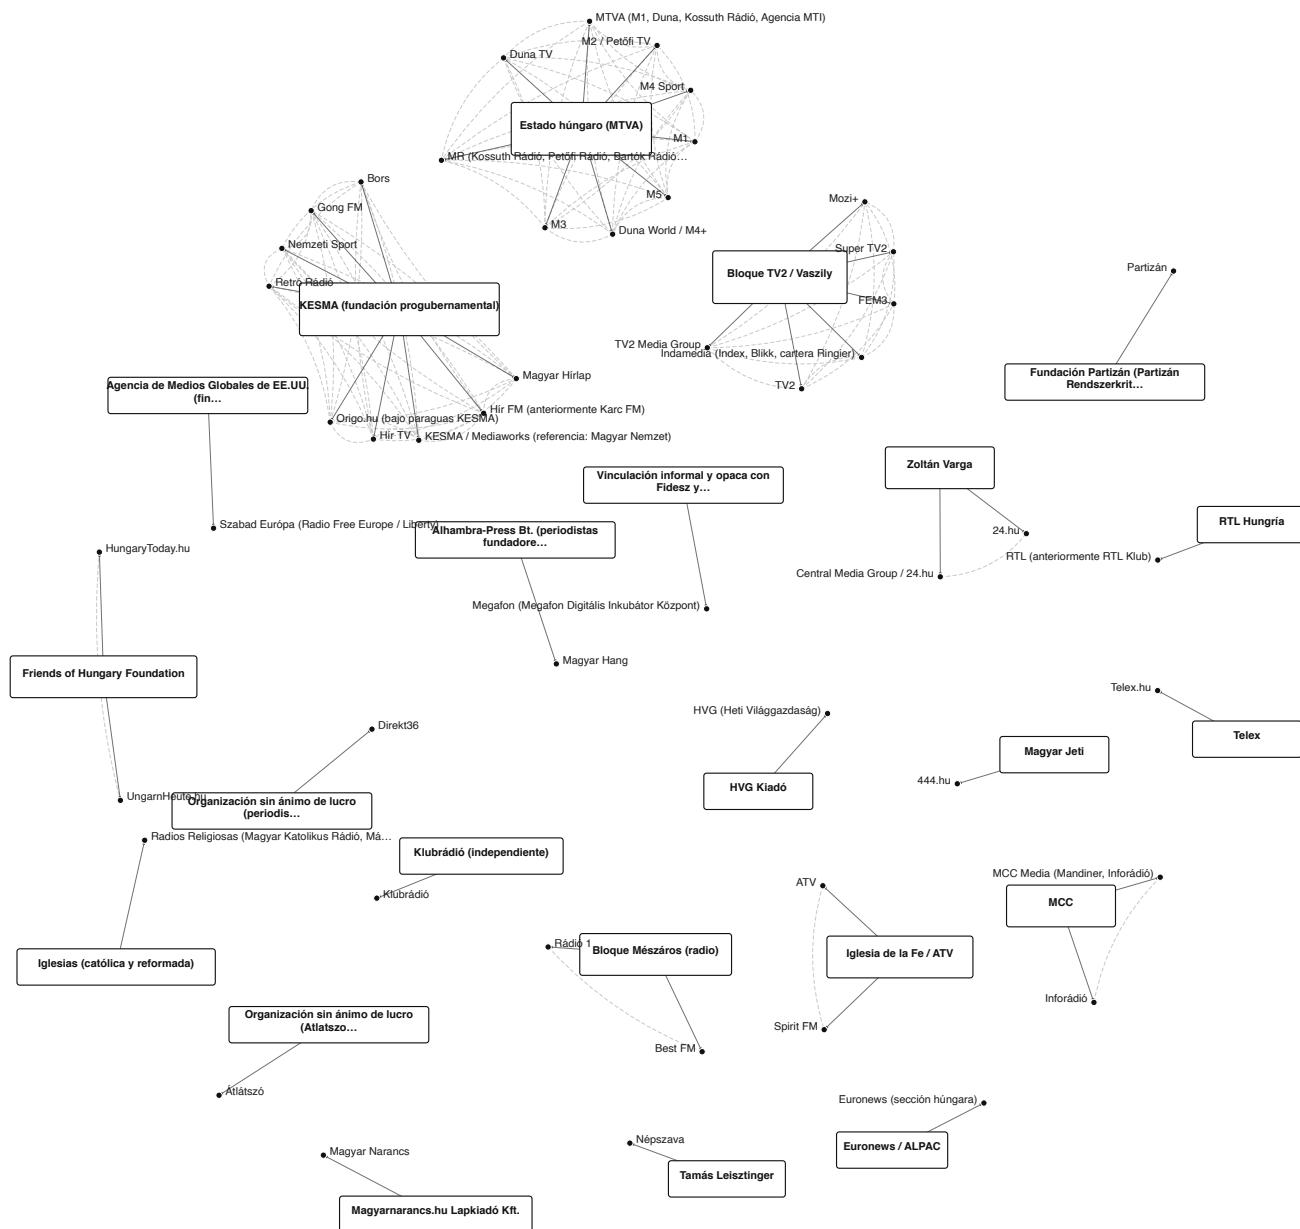 MTVA (M1, Duna, Kossuth Rádió, Agencia MTI)
M2 / Petőfi TV
Duna TV
M4 Sport
Estado húngaro (MTVA)
M1
MR (Kossuth Rádió, Petőfi Rádió, Bartók Rádió…
M5
M3
Duna World / M4+
Bors
Gong FM
Nemzeti Sport
Retró Rádió
KESMA (fundación progubernamental)
Magyar Hírlap
Hír FM (anteriormente Karc FM)
Origo.hu (bajo paraguas KESMA)
Hír TV
KESMA / Mediaworks (referencia: Magyar Nemzet)
Mozi+
Super TV2
Bloque TV2 / Vaszily
FEM3
TV2 Media Group
Indamedia (Index, Blikk, cartera Ringier)
TV2
Partizán
Fundación Partizán (Partizán
Rendszerkrit…
Agencia de Medios Globales de EE.UU.
(fin…
Szabad Európa (Radio Free Europe / Liberty)
Vinculación informal y opaca con
Fidesz y…
Megafon (Megafon Digitális Inkubátor Központ)
Alhambra-Press Bt. (periodistas
fundadore…
Magyar Hang
Zoltán Varga
24.hu
Central Media Group / 24.hu
RTL Hungría
RTL (anteriormente RTL Klub)
HungaryToday.hu
Friends of Hungary Foundation
UngarnHeute.hu
Telex.hu
Telex
HVG (Heti Világgazdaság)
HVG Kiadó
Magyar Jeti
444.hu
Direkt36
Organización sin ánimo de lucro
(periodis…
Radios Religiosas (Magyar Katolikus Rádió, Má…
Iglesias (católica y reformada)
Klubrádió (independiente)
Klubrádió
MCC Media (Mandiner, Inforádió)
MCC
Inforádió
ATV
Iglesia de la Fe / ATV
Spirit FM
Rádió 1
Bloque Mészáros (radio)
Best FM
Organización sin ánimo de lucro
(Atlatszo…
Átlátszó
Euronews (sección húngara)
Euronews / ALPAC
Népszava
Tamás Leisztinger
Magyar Narancs
Magyarnarancs.hu Lapkiadó Kft.